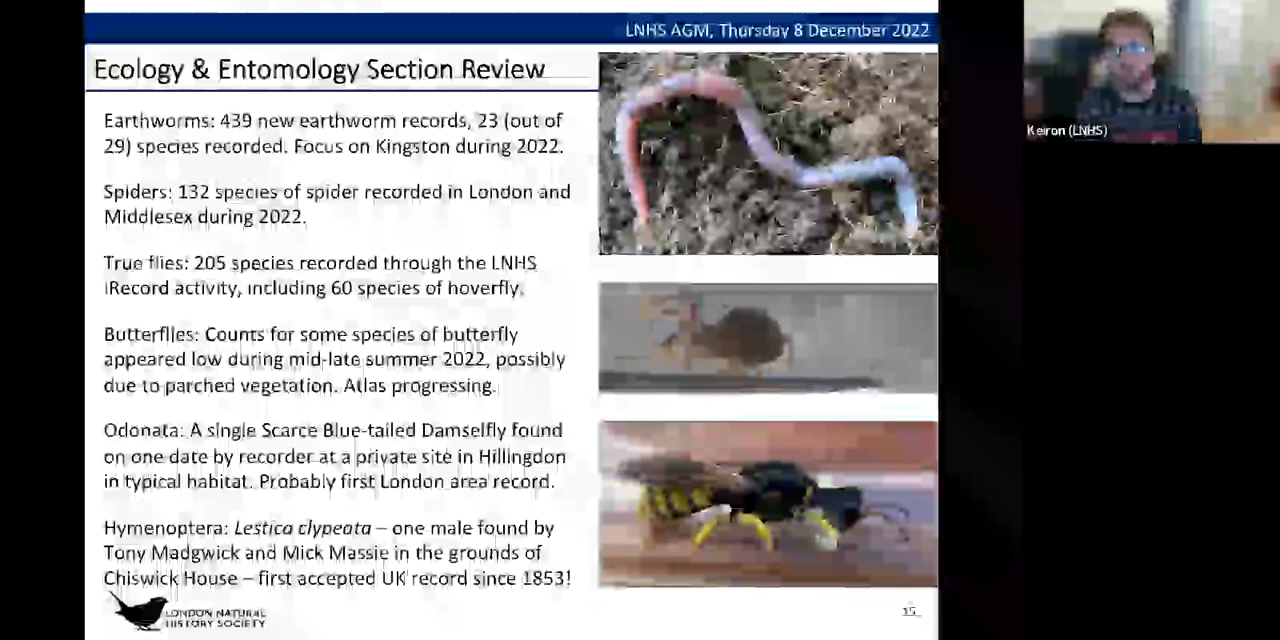 LNHS AGM, Thursday 8 December 2022
Ecology & Entomology Section Review
Earthworms: 439 new earthworm records, 23 (out of
29) species recorded. Focus on Kingston during 2022.
Spiders: 132 species of spider recorded in London and
Middlesex during 2022.
True flies: 205 species recorded through the LNHS
iRecord activity, including 60 species of hoverfly.
Butterflies: Counts for some species of butterfly
appeared low during mid-late summer 2022, possibly
due to parched vegetation. Atlas progressing.
Odonata: A single Scarce Blue-tailed Damselfly found
on one date by recorder at a private site in Hillingdon
in typical habitat. Probably first London area record.
Hymenoptera: Lestica clypeata – one male found by
Tony Madgwick and Mick Massie in the grounds of
Chiswick House – first accepted UK record since 1853!
LONDON NATURAL
HISTORY SOCIETY
15
Keiron (LNHS)